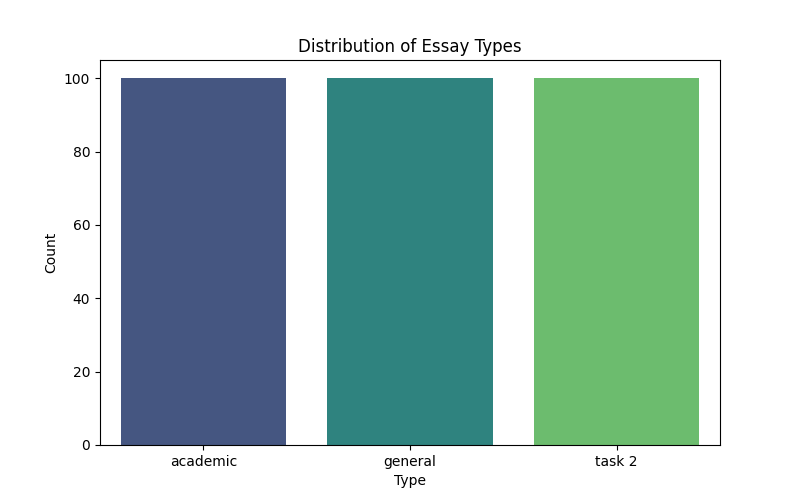 Distribution of Essay Types
100
80
60
40
20
0
Count
academic general task 2
Type